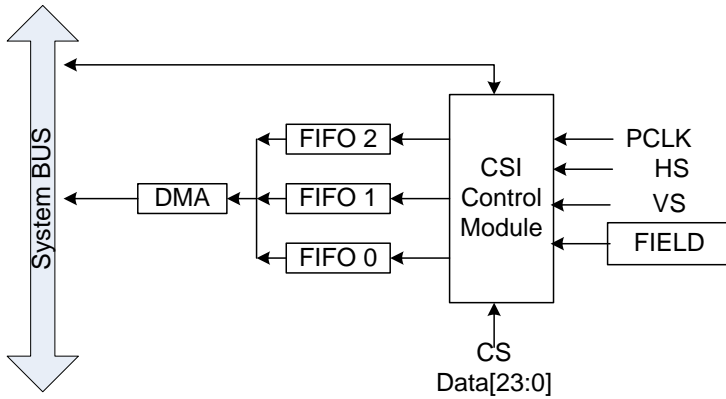 System BUS
DMA
FIFO 2
FIFO 1
FIFO 0
CSI
Control
Module
PCLK
HS
VS
FIELD
CS
Data[23:0]